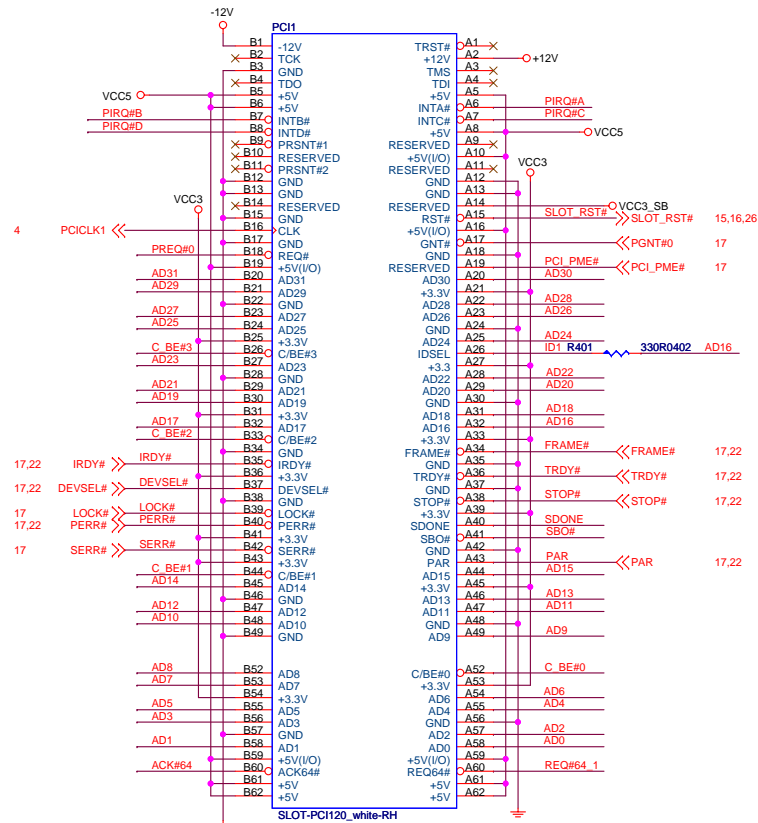 -12V
PCI1
B1 -12V TRST# A1
B2 TCK +12V A2 +12V
B3 GND TMS A3
B4 TDO TDI A4
VCC5 B5 +5V +5V A5
B6 +5V INTA# A6 PIRQ#A
PIRQ#B B7 INTB# INTC# A7 PIRQ#C
PIRQ#D B8 INTD# +5V A8 VCC5
B9 PRSNT#1 RESERVED A9
B10 RESERVED +5V(I/O) A10
B11 PRSNT#2 RESERVED A11 VCC3
B12 GND GND A12
B13 GND GND A13
VCC3 B14 RESERVED RESERVED A14 VCC3_SB
B15 GND RST# A15 SLOT_RST# SLOT_RST# 15,16,26
4 PCICLK1 B16 CLK +5V(I/O) A16
B17 GND GNT# A17 PGNT#0 17
PREQ#0 B18 REQ# GND A18
B19 +5V(I/O) RESERVED A19 PCI_PME# PCI_PME# 17
AD31 B20 AD31 AD30 A20 AD30
AD29 B21 AD29 +3.3V A21
B22 GND AD28 A22 AD28
AD27 B23 AD27 AD26 A23 AD26
AD25 B24 AD25 GND A24
B25 +3.3V AD24 A25 AD24
C_BE#3 B26 C/BE#3 IDSEL A26 ID1 R401 330R0402 AD16
AD23 B27 AD23 +3.3 A27
B28 GND AD22 A28 AD22
AD21 B29 AD21 AD20 A29 AD20
AD19 B30 AD19 GND A30
B31 +3.3V AD18 A31 AD18
AD17 B32 AD17 AD16 A32 AD16
C_BE#2 B33 C/BE#2 +3.3V A33
B34 GND FRAME# A34 FRAME# FRAME# 17,22
17,22 IRDY# IRDY# B35 IRDY# GND A35
B36 +3.3V TRDY# A36 TRDY# TRDY# 17,22
17,22 DEVSEL# DEVSEL# B37 DEVSEL# GND A37
B38 GND STOP# A38 STOP# STOP# 17,22
17 LOCK# LOCK# B39 LOCK# +3.3V A39
17,22 PERR# PERR# B40 PERR# SDONE A40 SDONE
B41 +3.3V SBO# A41 SBO#
17 SERR# SERR# B42 SERR# GND A42
B43 +3.3V PAR A43 PAR PAR 17,22
C_BE#1 B44 C/BE#1 AD15 A44 AD15
AD14 B45 AD14 +3.3V A45
B46 GND AD13 A46 AD13
AD12 B47 AD12 AD11 A47 AD11
AD10 B48 AD10 GND A48
B49 GND AD9 A49 AD9
AD8 B52 AD8 C/BE#0 A52 C_BE#0
AD7 B53 AD7 +3.3V A53
B54 +3.3V AD6 A54 AD6
AD5 B55 AD5 AD4 A55 AD4
AD3 B56 AD3 GND A56
B57 GND AD2 A57 AD2
AD1 B58 AD1 AD0 A58 AD0
B59 +5V(I/O) +5V(I/O) A59
ACK#64 B60 ACK64# REQ64# A60 REQ#64_1
B61 +5V +5V A61
B62 +5V +5V A62
SLOT-PCI120_white-RH